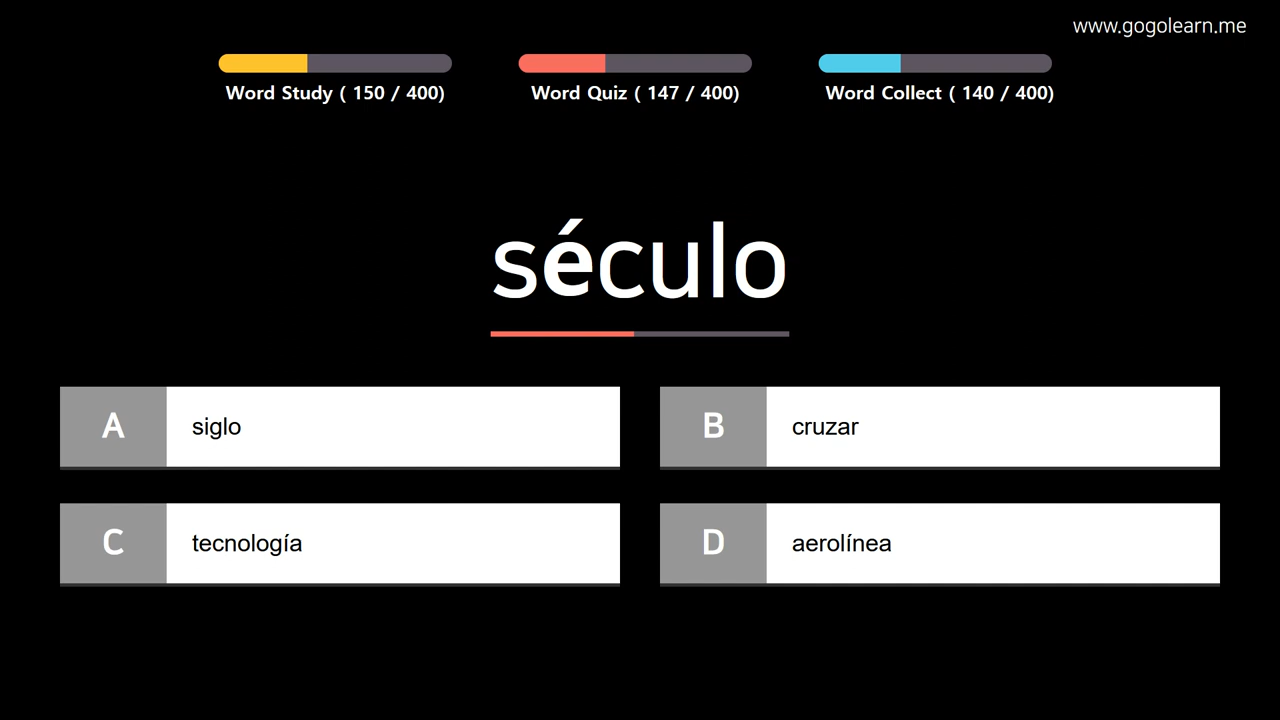 www.gogolearn.me
Word Study ( 150 / 400)
Word Quiz ( 147 / 400)
Word Collect ( 140 / 400)
século
A siglo
B cruzar
C tecnología
D aerolínea